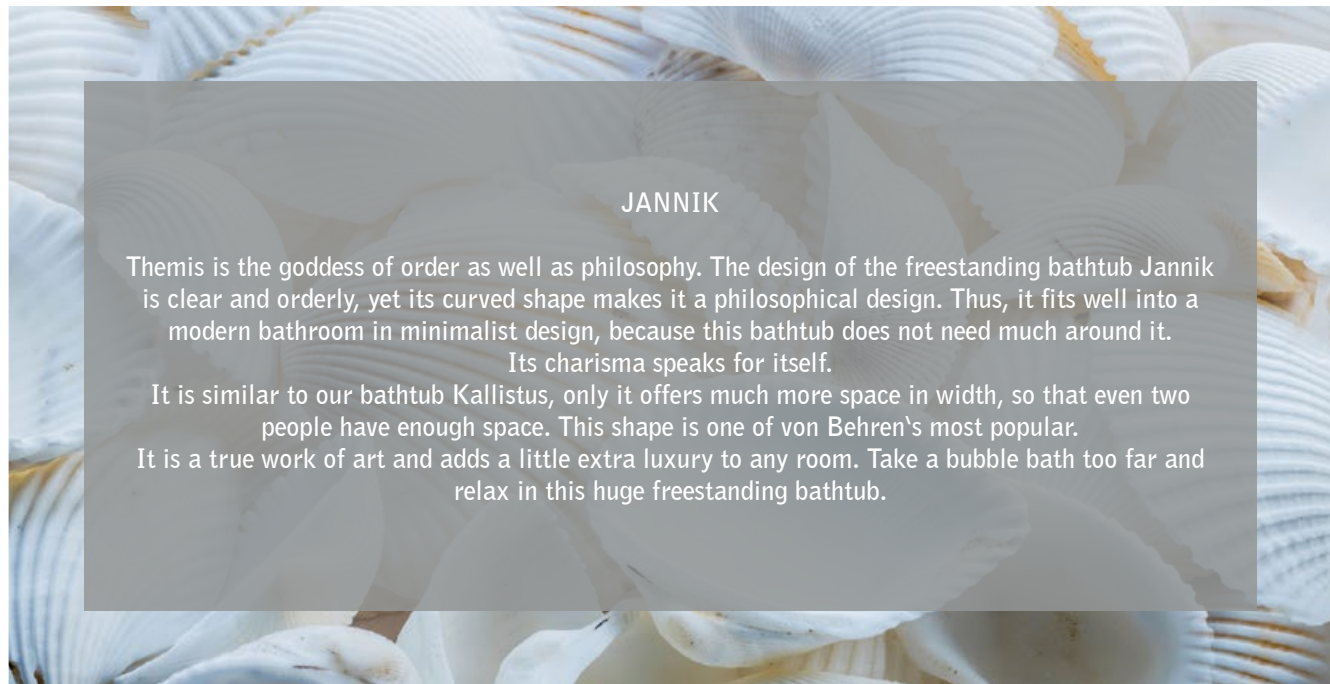 JANNIK
Themis is the goddess of order as well as philosophy. The design of the freestanding bathtub Jannik
is clear and orderly, yet its curved shape makes it a philosophical design. Thus, it fits well into a
modern bathroom in minimalist design, because this bathtub does not need much around it.
Its charisma speaks for itself.
It is similar to our bathtub Kallistus, only it offers much more space in width, so that even two
people have enough space. This shape is one of von Behren‘s most popular.
It is a true work of art and adds a little extra luxury to any room. Take a bubble bath too far and
relax in this huge freestanding bathtub.